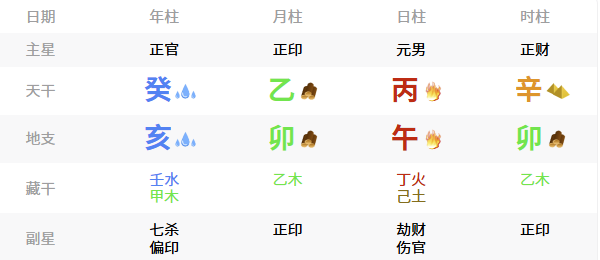 日期 年柱 月柱 日柱 时柱
主星 正官 正印 元男 正财
天干 癸 乙 丙 辛
地支 亥 卯 午 卯
藏干 壬水 乙木 丁火 乙木
甲木 己土
副星 七杀 正印 劫财 正印
偏印 伤官